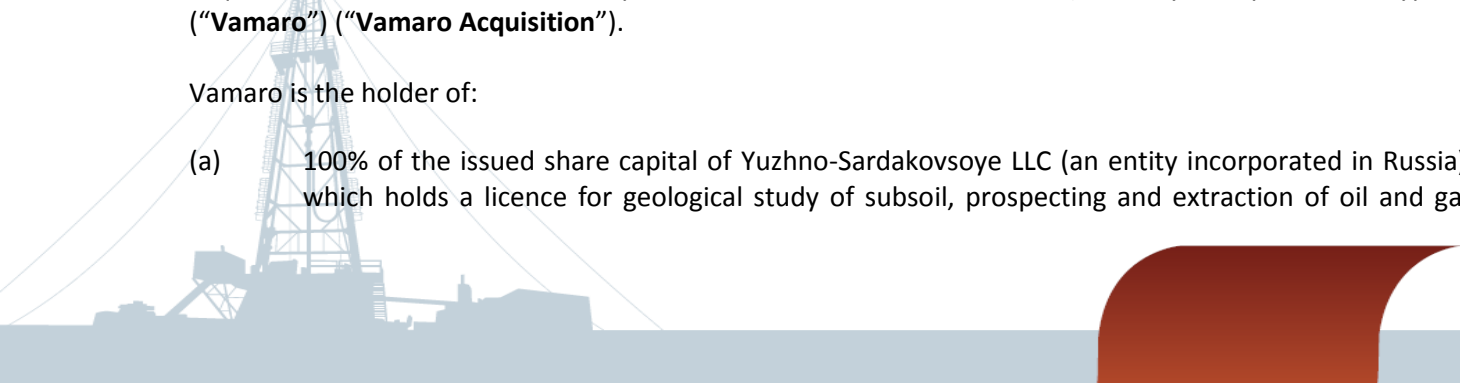 (“Vamaro”) (“Vamaro Acquisition”).
Vamaro is the holder of:
(a) 100% of the issued share capital of Yuzhno-Sardakovsoye LLC (an entity incorporated in Russia)
which holds a licence for geological study of subsoil, prospecting and extraction of oil and ga